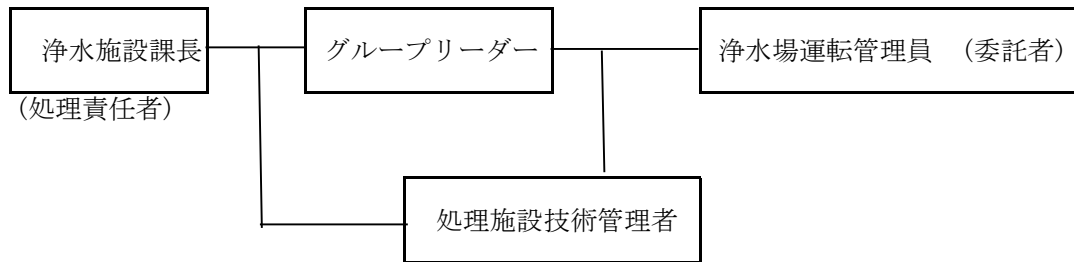 浄水施設課長
(処理責任者)
グループリーダー
浄水場運転管理員 (委託者)
処理施設技術管理者